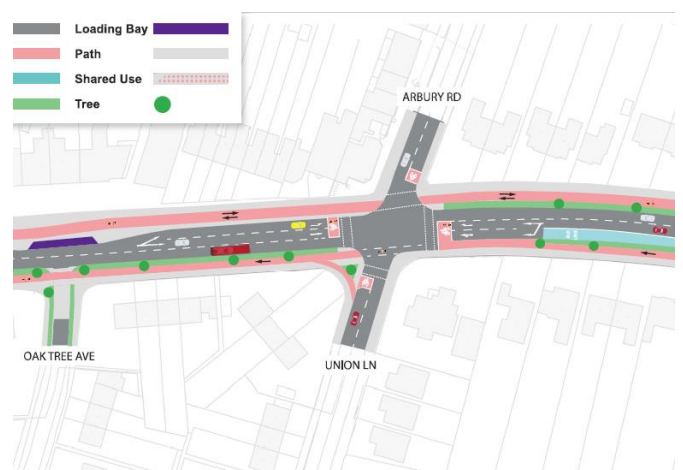 Loading Bay
Path
Shared Use
Tree
ARBURY RD
OAK TREE AVE
UNION LN